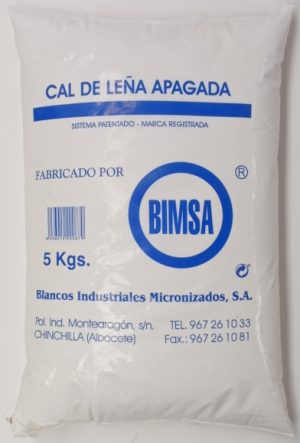 CAL DE LEÑA APAGADA
SISTEMA PATENTADO - MARCA REGISTRADA
FABRICADO POR
®
BIMSA
5 Kgs.
Blancos Industriales Micronizados, S.A.
Pol. Ind. Montearagón, s/n. TEL. 967 26 10 33
CHINCHILLA (Albacete) Fax.: 967 26 10 81